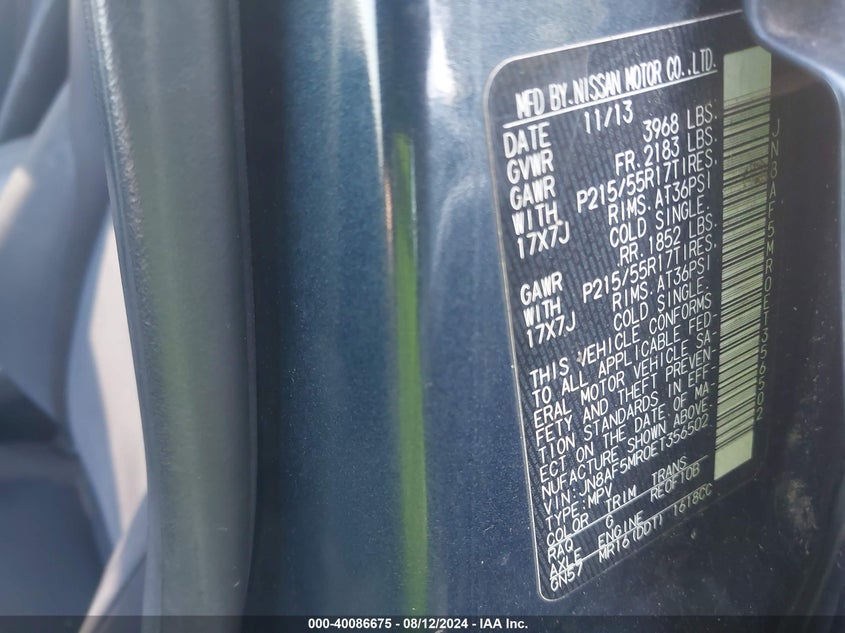 MFD BY.NISSAN MOTOR CO.,LTD.
DATE 11/13
GVWR 3968 LBS.
GAWR FR. 2183 LBS.
WITH P215/55R17TIRES.
17X7J RIMS.AT36PSI
COLD SINGLE.
GAWR RR. 1852 LBS.
WITH P215/55R17TIRES.
17X7J RIMS.AT36PSI
COLD SINGLE.
THIS VEHICLE CONFORMS
TO ALL APPLICABLE FED-
ERAL MOTOR VEHICLE SA-
FETY AND THEFT PREVEN-
TION STANDARDS IN EFF-
ECT ON THE DATE OF MA-
NUFACTURE SHOWN ABOVE.
VIN:JN8AF5MR0ET356502
TYPE:MPV
COLOR TRIM TRANS
RAQ G RE0F10B
AXLE ENGINE
GN57 MR16(DDT) 1618CC
JN8AF5MR0ET356502
000-40086675 - 08/12/2024 - IAA Inc.